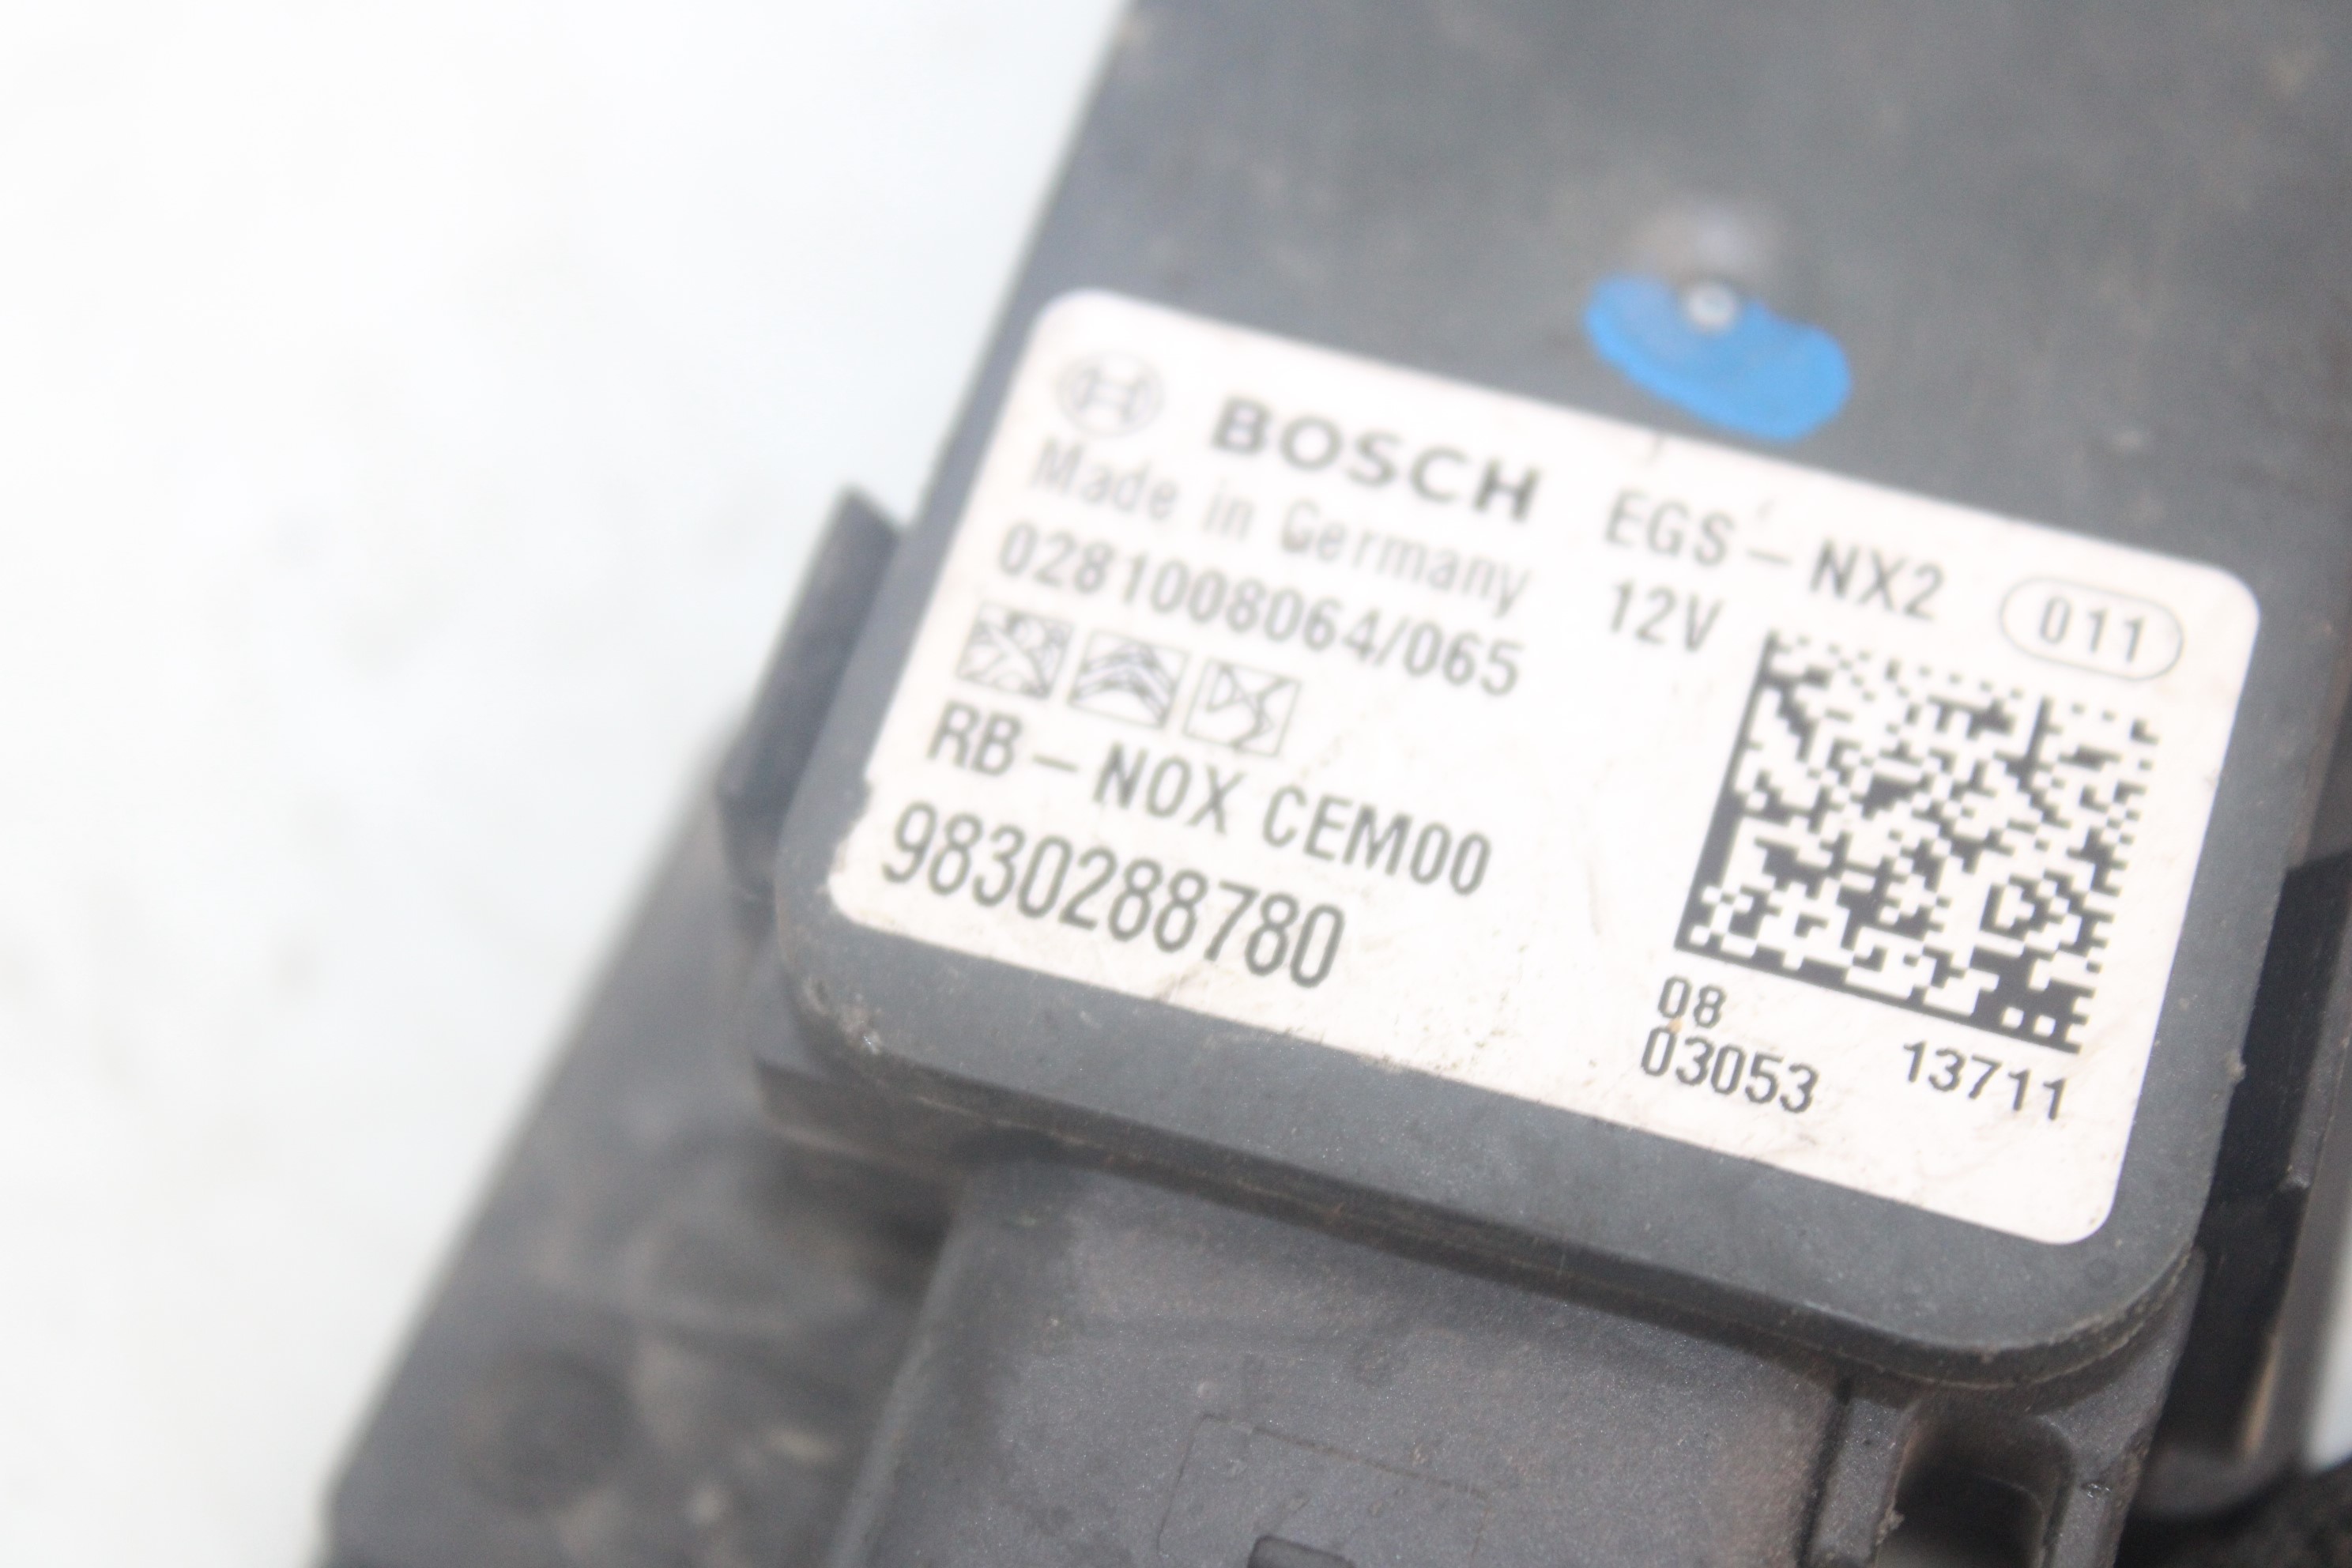 BOSCH EGS-NX2 011
Made in Germany 12V
0281008064/065
RB-NOX CEM00
9830288780
08
03053 13711